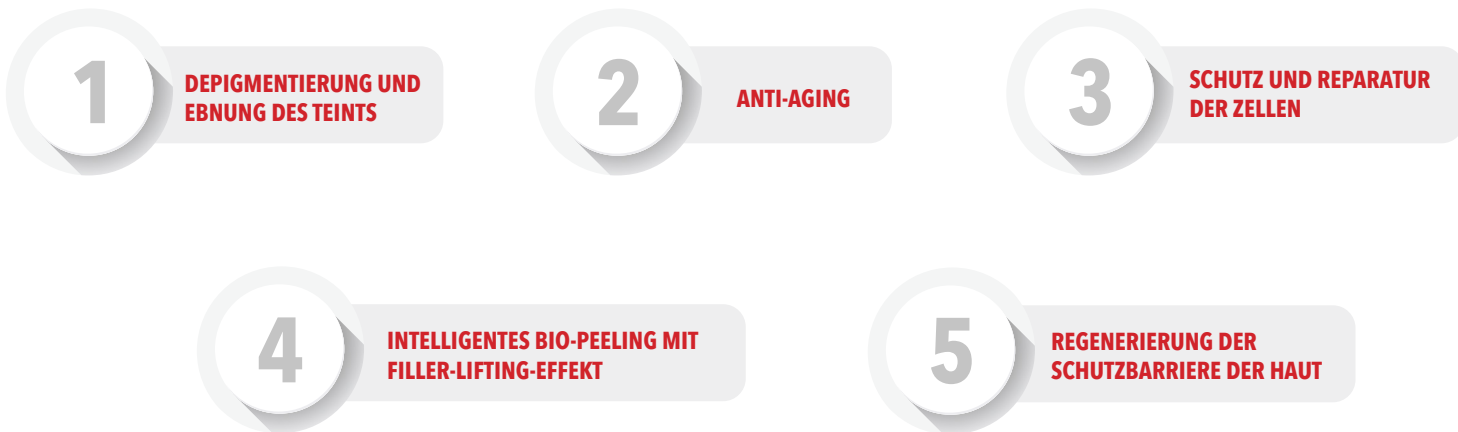 1
DEPIGMENTIERUNG UND
EBNUNG DES TEINTS
2
ANTI-AGING
3
SCHUTZ UND REPARATUR
DER ZELLEN
4
INTELLIGENTES BIO-PEELING MIT
FILLER-LIFTING-EFFEKT
5
REGENERIERUNG DER
SCHUTZBARRIERE DER HAUT